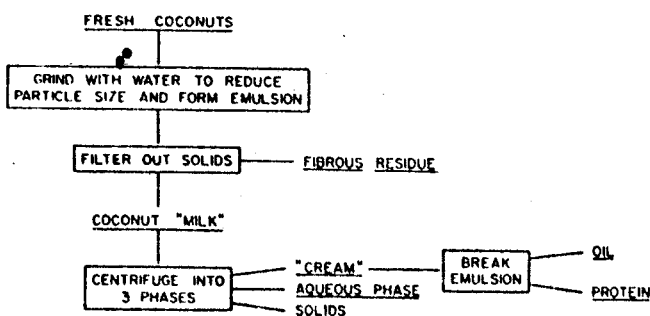 FRESH COCONUTS
GRIND WITH WATER TO REDUCE
PARTICLE SIZE AND FORM EMULSION
FILTER OUT SOLIDS
FIBROUS RESIDUE
COCONUT "MILK"
CENTRIFUGE INTO
3 PHASES
"CREAM"
AQUEOUS PHASE
SOLIDS
BREAK
EMULSION
OIL
PROTEIN